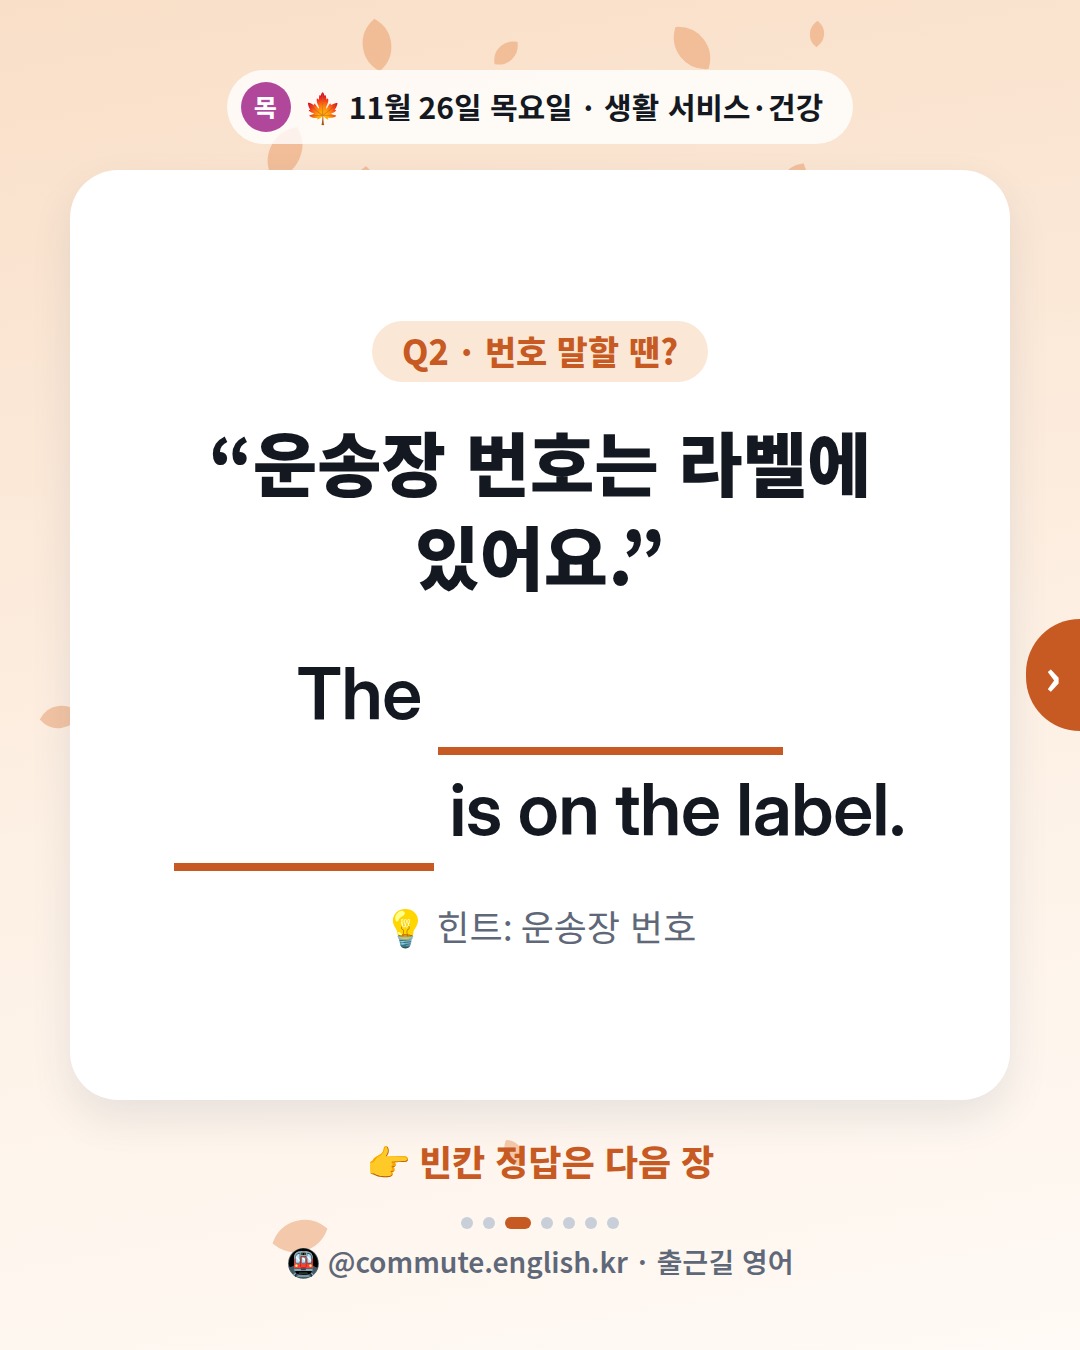 목 🍁 11월 26일 목요일 · 생활 서비스·건강
Q2 · 번호 말할 땐?
“운송장 번호는 라벨에
있어요.”
The ________
________ is on the label.
💡 힌트: 운송장 번호
›
👉 빈칸 정답은 다음 장
🚇 @commute.english.kr · 출근길 영어